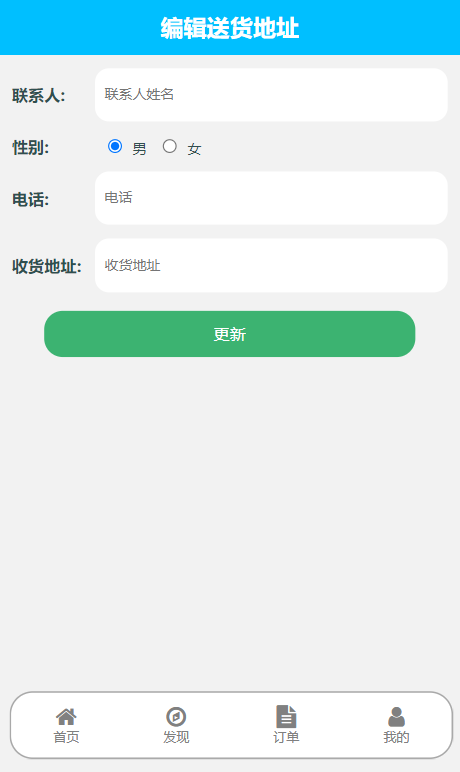 编辑送货地址
联系人: 联系人姓名
性别: 男 女
电话: 电话
收货地址: 收货地址
更新
首页 发现 订单 我的